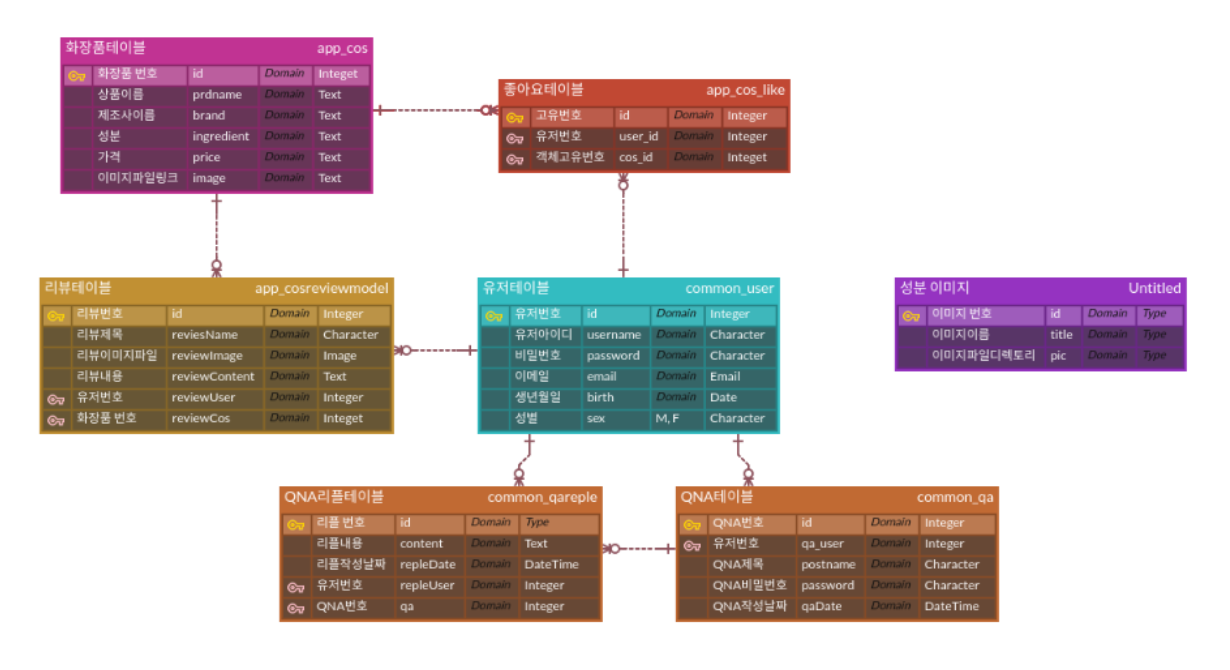 화장품테이블 app_cos
화장품 번호 id Domain Integet
상품이름 prdname Domain Text
제조사이름 brand Domain Text
성분 ingredient Domain Text
가격 price Domain Text
이미지파일링크 image Domain Text
좋아요테이블 app_cos_like
고유번호 id Domain Integer
유저번호 user_id Domain Integer
객체고유번호 cos_id Domain Integet
리뷰테이블 app_cosreviewmodel
리뷰번호 id Domain Integer
리뷰제목 reviesName Domain Character
리뷰이미지파일 reviewImage Domain Image
리뷰내용 reviewContent Domain Text
유저번호 reviewUser Domain Integer
화장품 번호 reviewCos Domain Integet
유저테이블 common_user
유저번호 id Domain Integer
유저아이디 username Domain Character
비밀번호 password Domain Character
이메일 email Domain Email
생년월일 birth Domain Date
성별 sex M, F Character
성분 이미지 Untitled
이미지 번호 id Domain Type
이미지이름 title Domain Type
이미지파일디렉토리 pic Domain Type
QNA리플테이블 common_qareple
리플 번호 id Domain Type
리플내용 content Domain Text
리플작성날짜 repleDate Domain DateTime
유저번호 repleUser Domain Integer
QNA번호 qa Domain Integer
QNA테이블 common_qa
QNA번호 id Domain Integer
유저번호 qa_user Domain Integer
QNA제목 postname Domain Character
QNA비밀번호 password Domain Character
QNA작성날짜 qaDate Domain DateTime